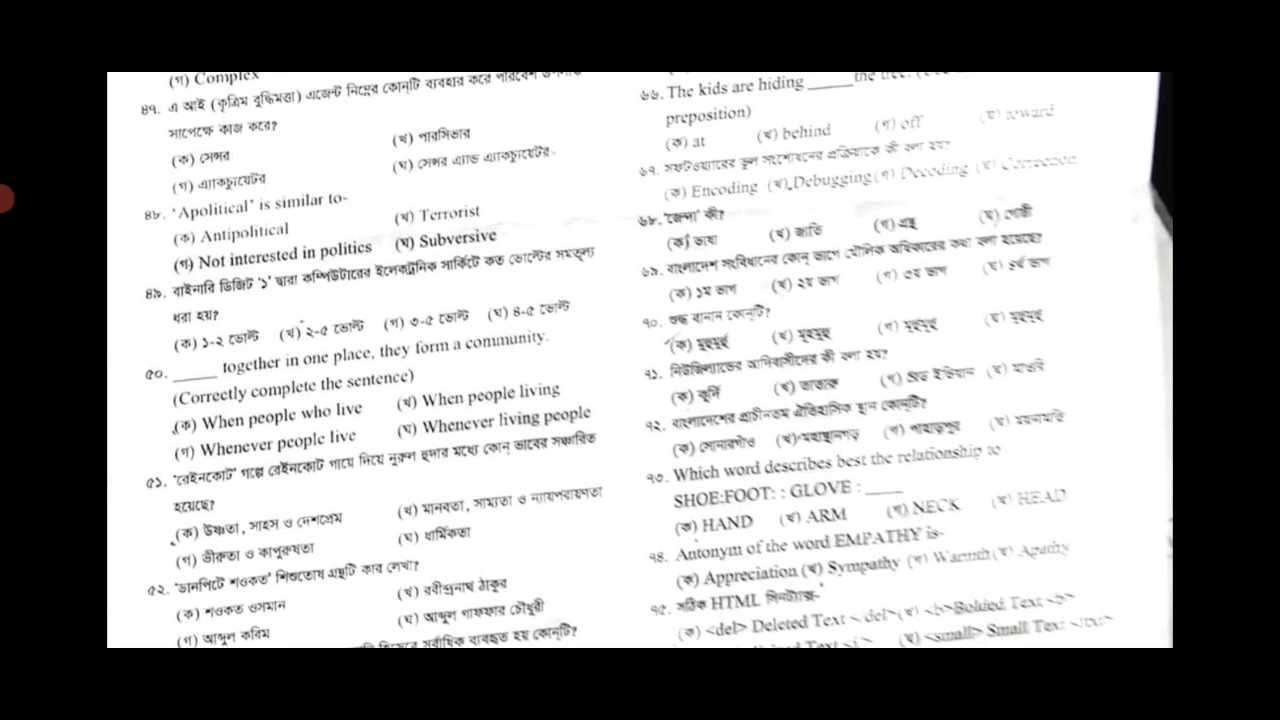 (গ) Complex
৪৭. এ আই (কৃত্রিম বুদ্ধিমত্তা) এজেন্ট নিম্নের কোনটি ব্যবহার করে পরিবেশ
সাপেক্ষে কাজ করে?
(ক) সেন্সর (খ) পারসিভার
(গ) এ্যাকচুয়েটর (ঘ) সেন্সর এ্যান্ড এ্যাকচুয়েটর
৪৮. 'Apolitical' is similar to-
(ক) Antipolitical (খ) Terrorist
(গ) Not interested in politics (ঘ) Subversive
৪৯. বাইনারি ডিজিট '১' দ্বারা কম্পিউটারের ইলেকট্রনিক সার্কিটে কত ভোল্টের সমতুল্য
ধরা হয়?
(ক) ১-২ ভোল্ট (খ) ২-৫ ভোল্ট (গ) ৩-৫ ভোল্ট (ঘ) ৪-৫ ভোল্ট
৫০. _____ together in one place, they form a community.
(Correctly complete the sentence)
(ক) When people who live (খ) When people living
(গ) Whenever people live (ঘ) Whenever living people
৫১. 'রেইনকোট' গল্পে রেইনকোট গায়ে দিয়ে নুরুল হুদার মধ্যে কোন্ ভাবের সঞ্চারিত
হয়েছে?
(ক) উষ্ণতা, সাহস ও দেশপ্রেম (খ) মানবতা, সাম্যতা ও ন্যায়পরায়ণতা
(গ) ভীরুতা ও কাপুরুষতা (ঘ) ধার্মিকতা
৫২. 'ডানপিটে শওকত' শিশুতোষ গ্রন্থটি কার লেখা?
(ক) শওকত ওসমান (খ) রবীন্দ্রনাথ ঠাকুর
(গ) আব্দুল করিম (ঘ) আব্দুল গাফফার চৌধুরী
হিসেবে সর্বাধিক ব্যবহৃত হয় কোনটি?
৬৬. The kids are hiding _____ the tree.
preposition)
(ক) at (খ) behind (গ) off (ঘ) toward
৬৭. সফটওয়্যারের ভুল সংশোধনের প্রক্রিয়াকে কী বলা হয়?
(ক) Encoding (খ) Debugging (গ) Decoding (ঘ) Correction
৬৮. 'জেন্দা' কী?
(ক) ভাষা (খ) জাতি (গ) গ্রন্থ (ঘ) গোষ্ঠী
৬৯. বাংলাদেশ সংবিধানের কোন্ ভাগে মৌলিক অধিকারের কথা বলা হয়েছে?
(ক) ১ম ভাগ (খ) ২য় ভাগ (গ) ৩য় ভাগ (ঘ) ৪র্থ ভাগ
৭০. শুদ্ধ বানান কোনটি?
(ক) (খ) (গ) (ঘ)
৭১. নিউজিল্যান্ডের আদিবাসীদের কী বলা হয়?
(ক) কুর্দি (খ) তাতার (গ) রেড ইন্ডিয়ান (ঘ) মাওরি
৭২. বাংলাদেশের প্রাচীনতম ঐতিহাসিক স্থান কোনটি?
(ক) সোনারগাঁও (খ) মহাস্থানগড় (গ) পাহাড়পুর (ঘ) ময়নামতি
৭৩. Which word describes best the relationship to
SHOE:FOOT: : GLOVE : ____
(ক) HAND (খ) ARM (গ) NECK (ঘ) HEAD
৭৪. Antonym of the word EMPATHY is-
(ক) Appreciation (খ) Sympathy (গ) Warmth (ঘ) Apathy
৭৫. সঠিক HTML সিনট্যাক্স-
(ক) <del> Deleted Text < del> (খ) <b>Bolded Text <b>
Text <i > (ঘ) <small> Small Text